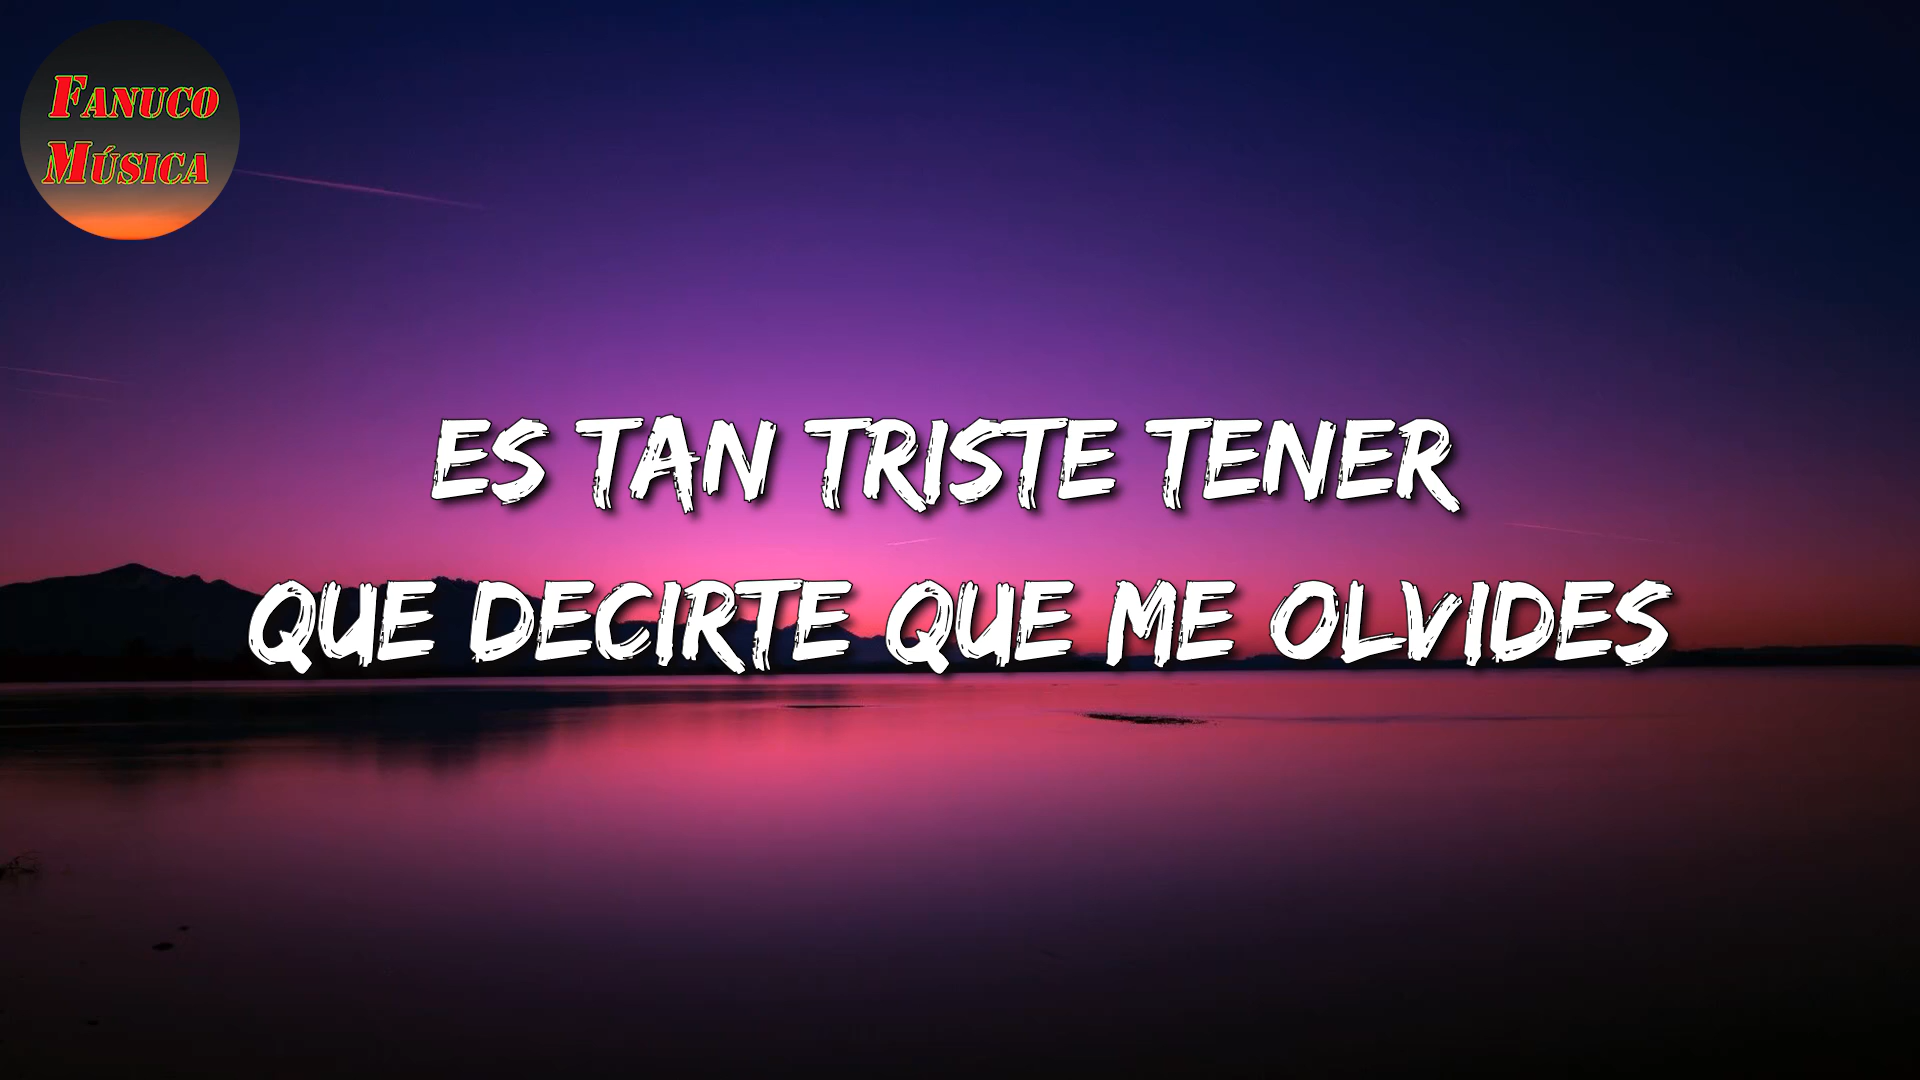 FANUCO
MÚSICA
ES TAN TRISTE TENER
QUE DECIRTE QUE ME OLVIDES